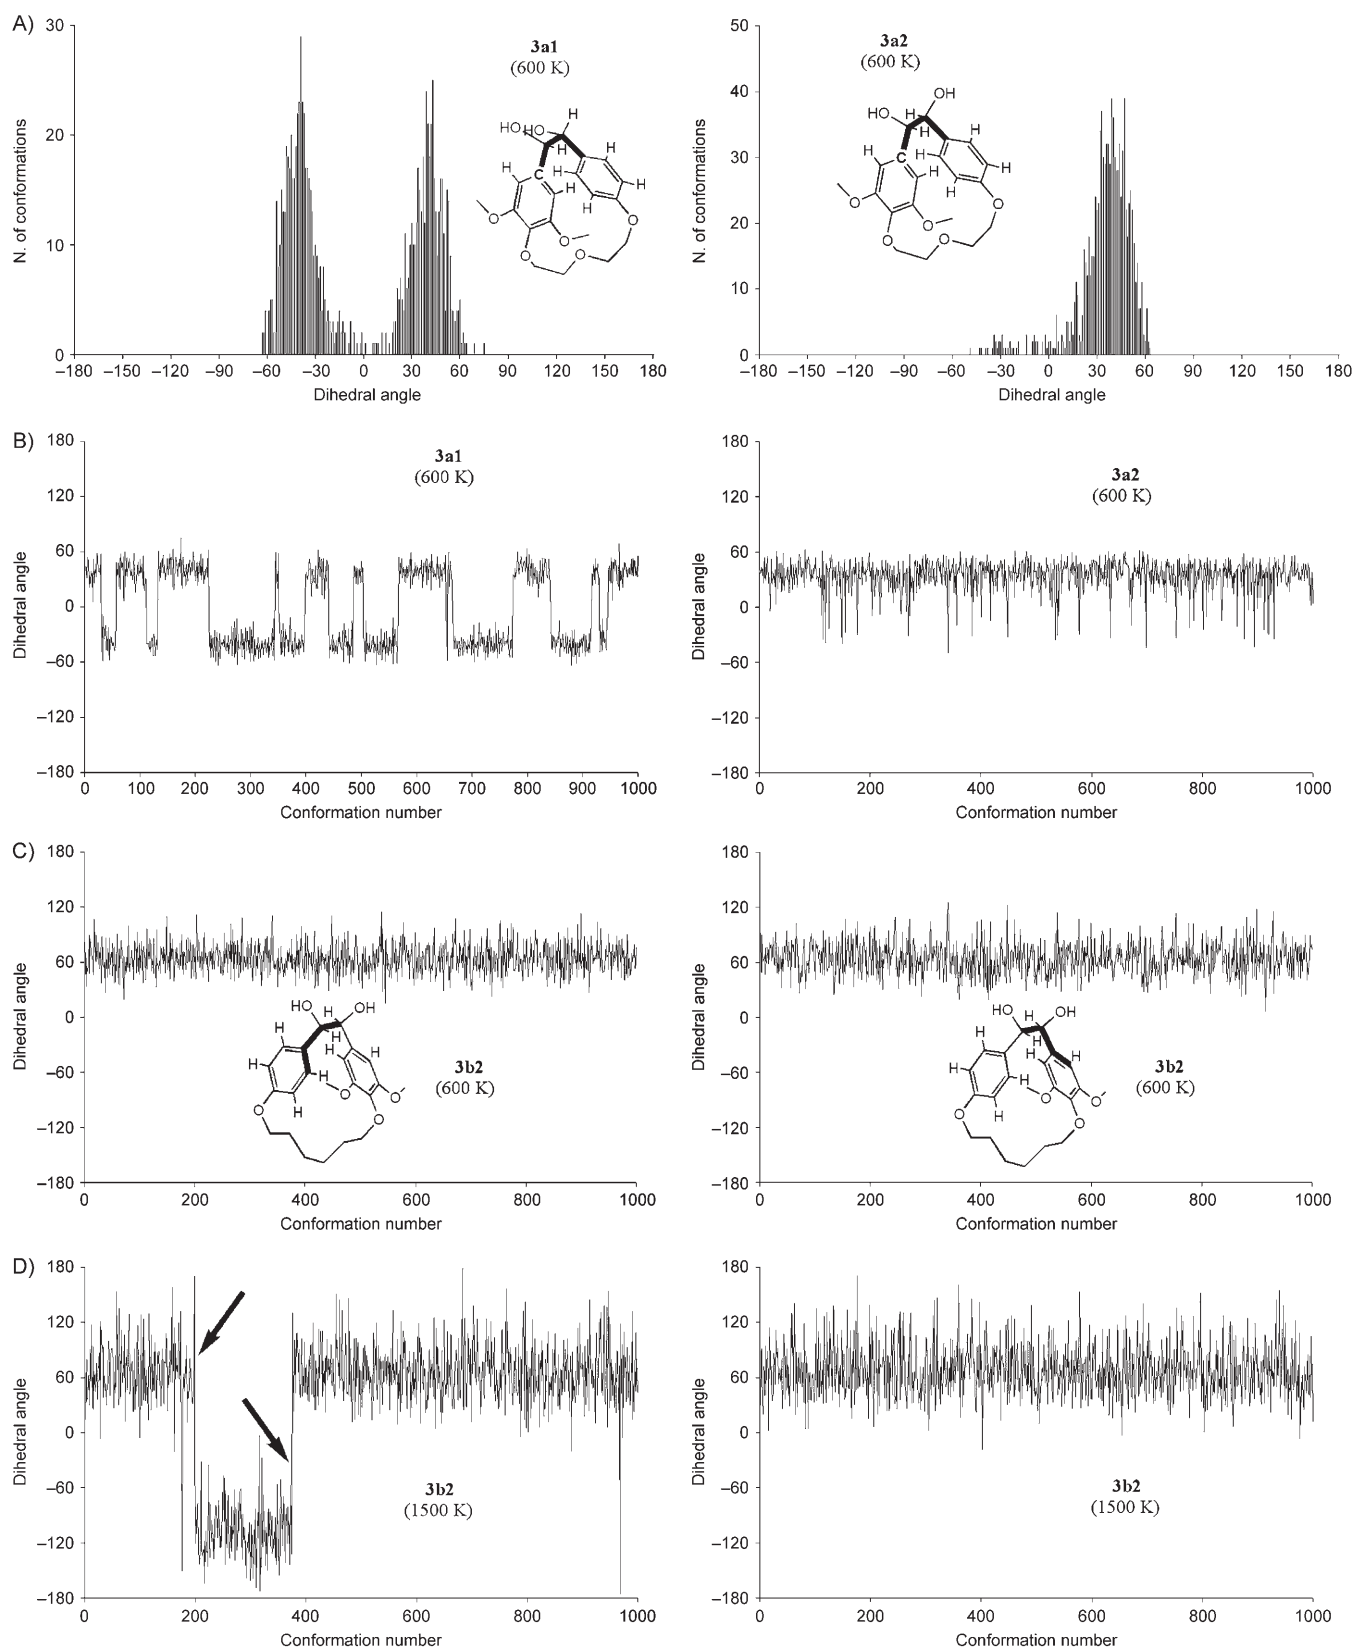 A)
30
20
10
0
N. of conformations
–180 –150 –120 –90 –60 –30 0 30 60 90 120 150 180
Dihedral angle
3a1
(600 K)
H
HO HO
H
H
H
C
H
H
H
H
O
O
O
O
O
50
40
30
20
10
0
N. of conformations
–180 –150 –120 –90 –60 –30 0 30 60 90 120 150 180
Dihedral angle
3a2
(600 K)
OH
HO H
H
H
H
C
H
H
H
H
O
O
O
O
O
B)
180
120
60
0
–60
–120
–180
Dihedral angle
0 100 200 300 400 500 600 700 800 900 1000
Conformation number
3a1
(600 K)
180
120
60
0
–60
–120
–180
Dihedral angle
0 200 400 600 800 1000
Conformation number
3a2
(600 K)
C)
180
120
60
0
–60
–120
–180
Dihedral angle
0 200 400 600 800 1000
Conformation number
HO OH
H
H
H
H
H
H
H
H
O
O
O
O
3b2
(600 K)
180
120
60
0
–60
–120
–180
Dihedral angle
0 200 400 600 800 1000
Conformation number
HO OH
H
H
H
H
H
H
H
H
O
O
O
O
3b2
(600 K)
D)
180
120
60
0
–60
–120
–180
Dihedral angle
0 200 400 600 800 1000
Conformation number
3b2
(1500 K)
180
120
60
0
–60
–120
–180
Dihedral angle
0 200 400 600 800 1000
Conformation number
3b2
(1500 K)